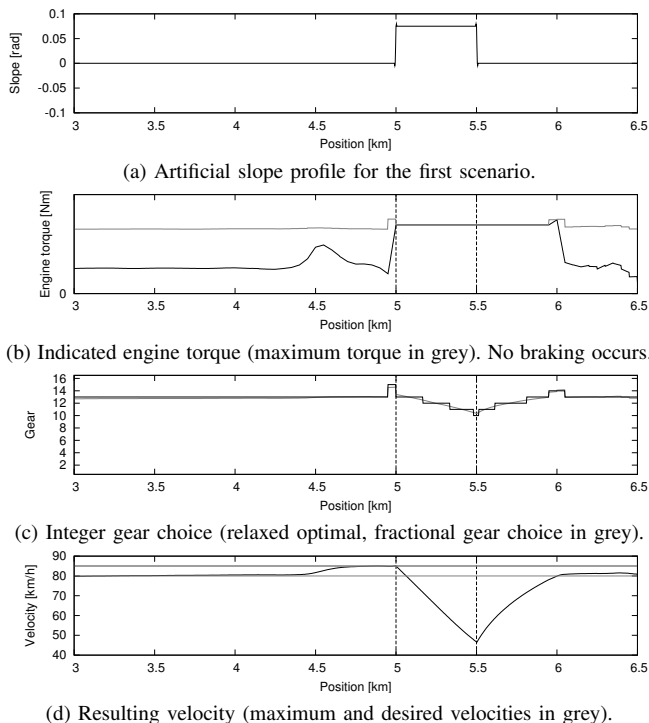 0.1
0.05
0
-0.05
-0.1
Slope [rad]
3 3.5 4 4.5 5 5.5 6 6.5
Position [km]
(a) Artificial slope profile for the first scenario.
Engine torque [Nm]
0
3 3.5 4 4.5 5 5.5 6 6.5
Position [km]
(b) Indicated engine torque (maximum torque in grey). No braking occurs.
16
14
12
10
8
6
4
2
Gear
3 3.5 4 4.5 5 5.5 6 6.5
Position [km]
(c) Integer gear choice (relaxed optimal, fractional gear choice in grey).
90
80
70
60
50
40
Velocity [km/h]
3 3.5 4 4.5 5 5.5 6 6.5
Position [km]
(d) Resulting velocity (maximum and desired velocities in grey).